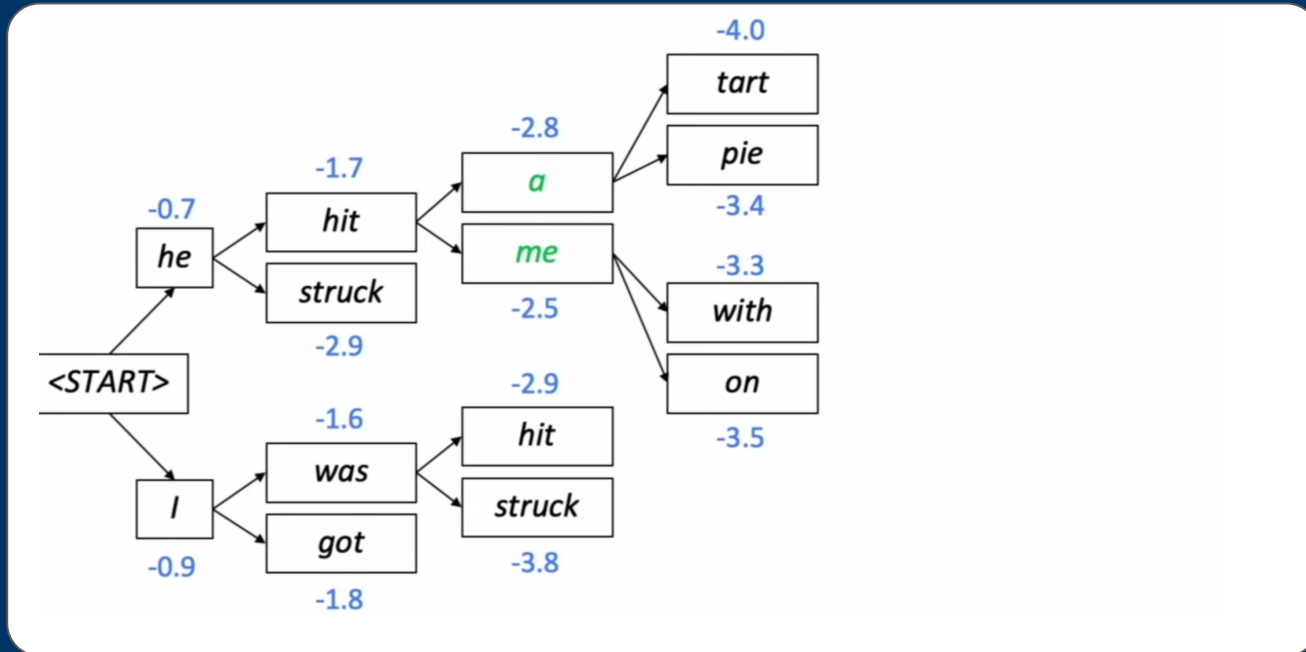 -4.0
tart
-2.8
pie
-1.7
a
-3.4
-0.7
hit
he
me
-3.3
struck
-2.5
with
-2.9
<START>
-2.9
on
-1.6
hit
-3.5
was
I
struck
got
-0.9
-3.8
-1.8